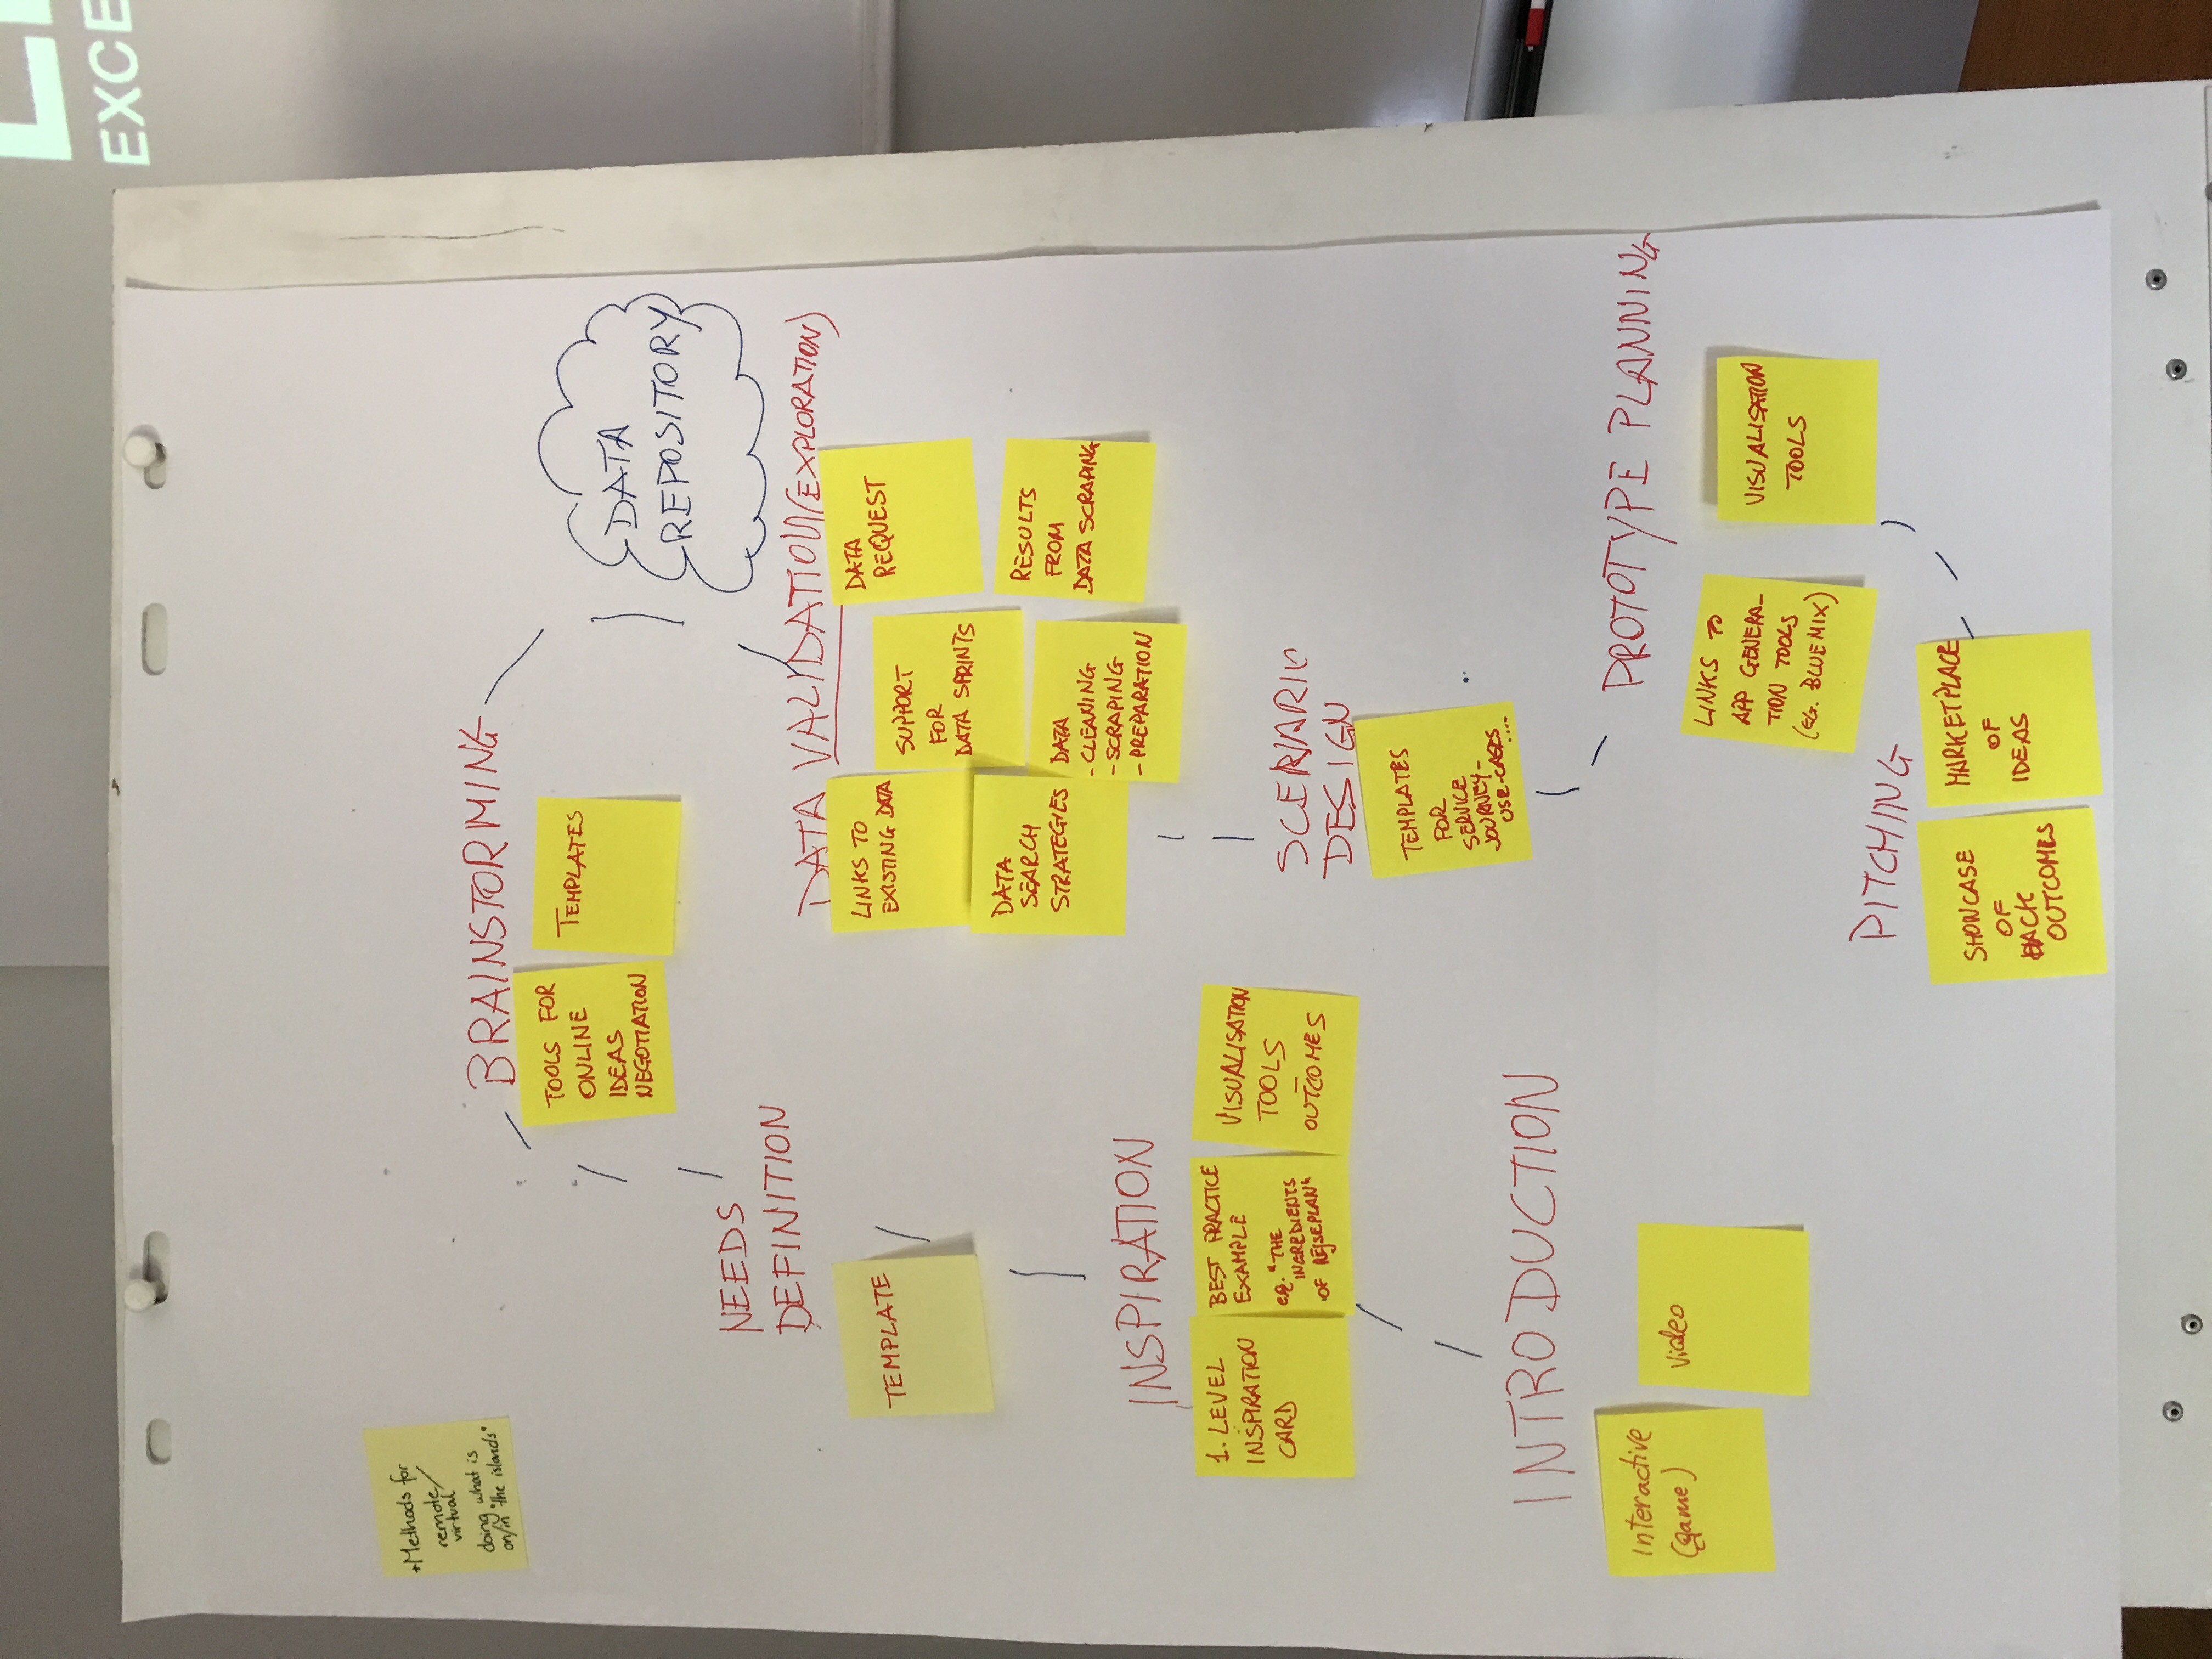 EXCE
+Methods for
remote/
virtual
doing what is
on/in "the islands"
BRAINSTORMING
TOOLS FOR
ONLINE
IDEAS
NEGOTIATION
TEMPLATES
DATA
REPOSITORY
NEEDS
DEFINITION
TEMPLATE
DATA VALIDATION (EXPLORATION)
LINKS TO
EXISTING DATA
SUPPORT
FOR
DATA SPRINTS
DATA
REQUEST
DATA
SEARCH
STRATEGIES
DATA
- CLEANING
- SCRAPING
- PREPARATION
RESULTS
FROM
DATA SCRAPING
INSPIRATION
1. LEVEL
INSPIRATION
CARD
BEST PRACTICE
EXAMPLE
e.g. "THE
INGREDIENTS
OF REJSEPLAN"
VISUALISATION
TOOLS
–
OUTCOMES
SCENARIO
DESIGN
TEMPLATES
FOR
SERVICE
JOURNEY-
USE-CASES
....
INTRODUCTION
Interactive
(game)
Video
PROTOTYPE PLANNING
LINKS TO
APP GENERA-
TION TOOLS
(EG. BLUEMIX)
VISUALISATION
TOOLS
PITCHING
SHOWCASE
OF
HACK
OUTCOMES
MARKETPLACE
OF
IDEAS